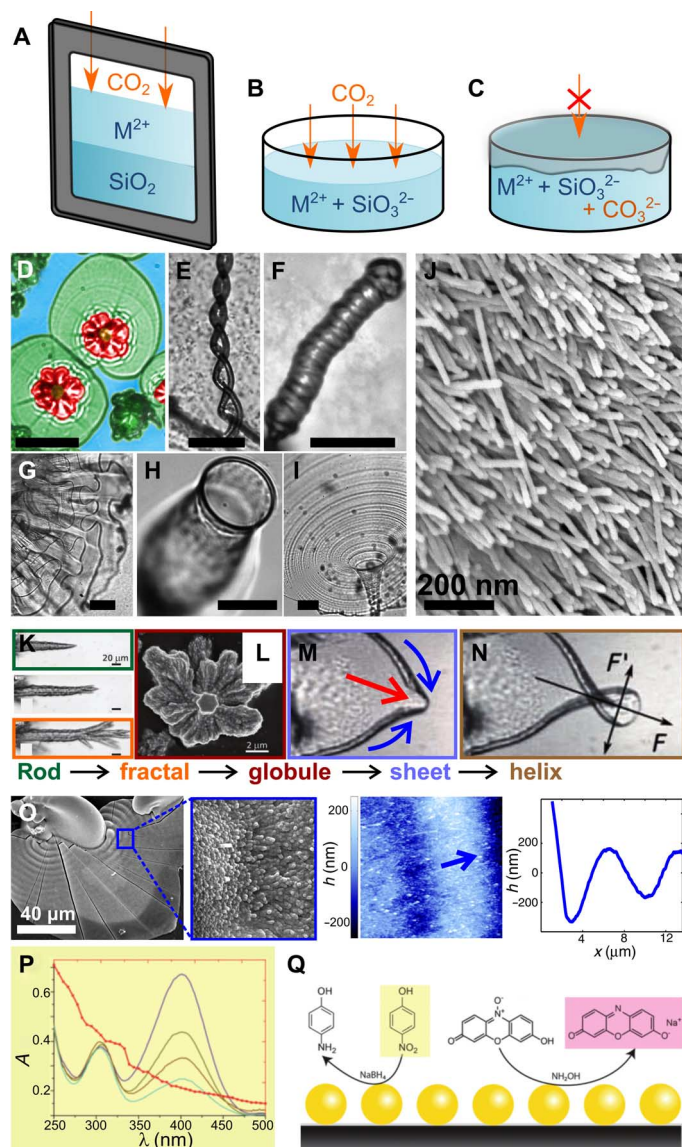 A
CO₂
M²⁺
SiO₂
B
CO₂
M²⁺ + SiO₃²⁻
C
M²⁺ + SiO₃²⁻
+ CO₃²⁻
D
E
F
J
G
H
I
200 nm
K
20 μm
L
2 μm
M
N
F'
F
Rod → fractal → globule → sheet → helix
O
40 μm
h (nm)
200
0
−200
h (nm)
200
0
-200
0
4
8
12
x (μm)
P
A
0.6
0.4
0.2
250
300
350
400
450
500
λ (nm)
Q
OH
NH₂
OH
NO₂
NaBH₄
O⁻
N⁺
O
O
OH
NH₂OH
N
O
O
O⁻
Na⁺